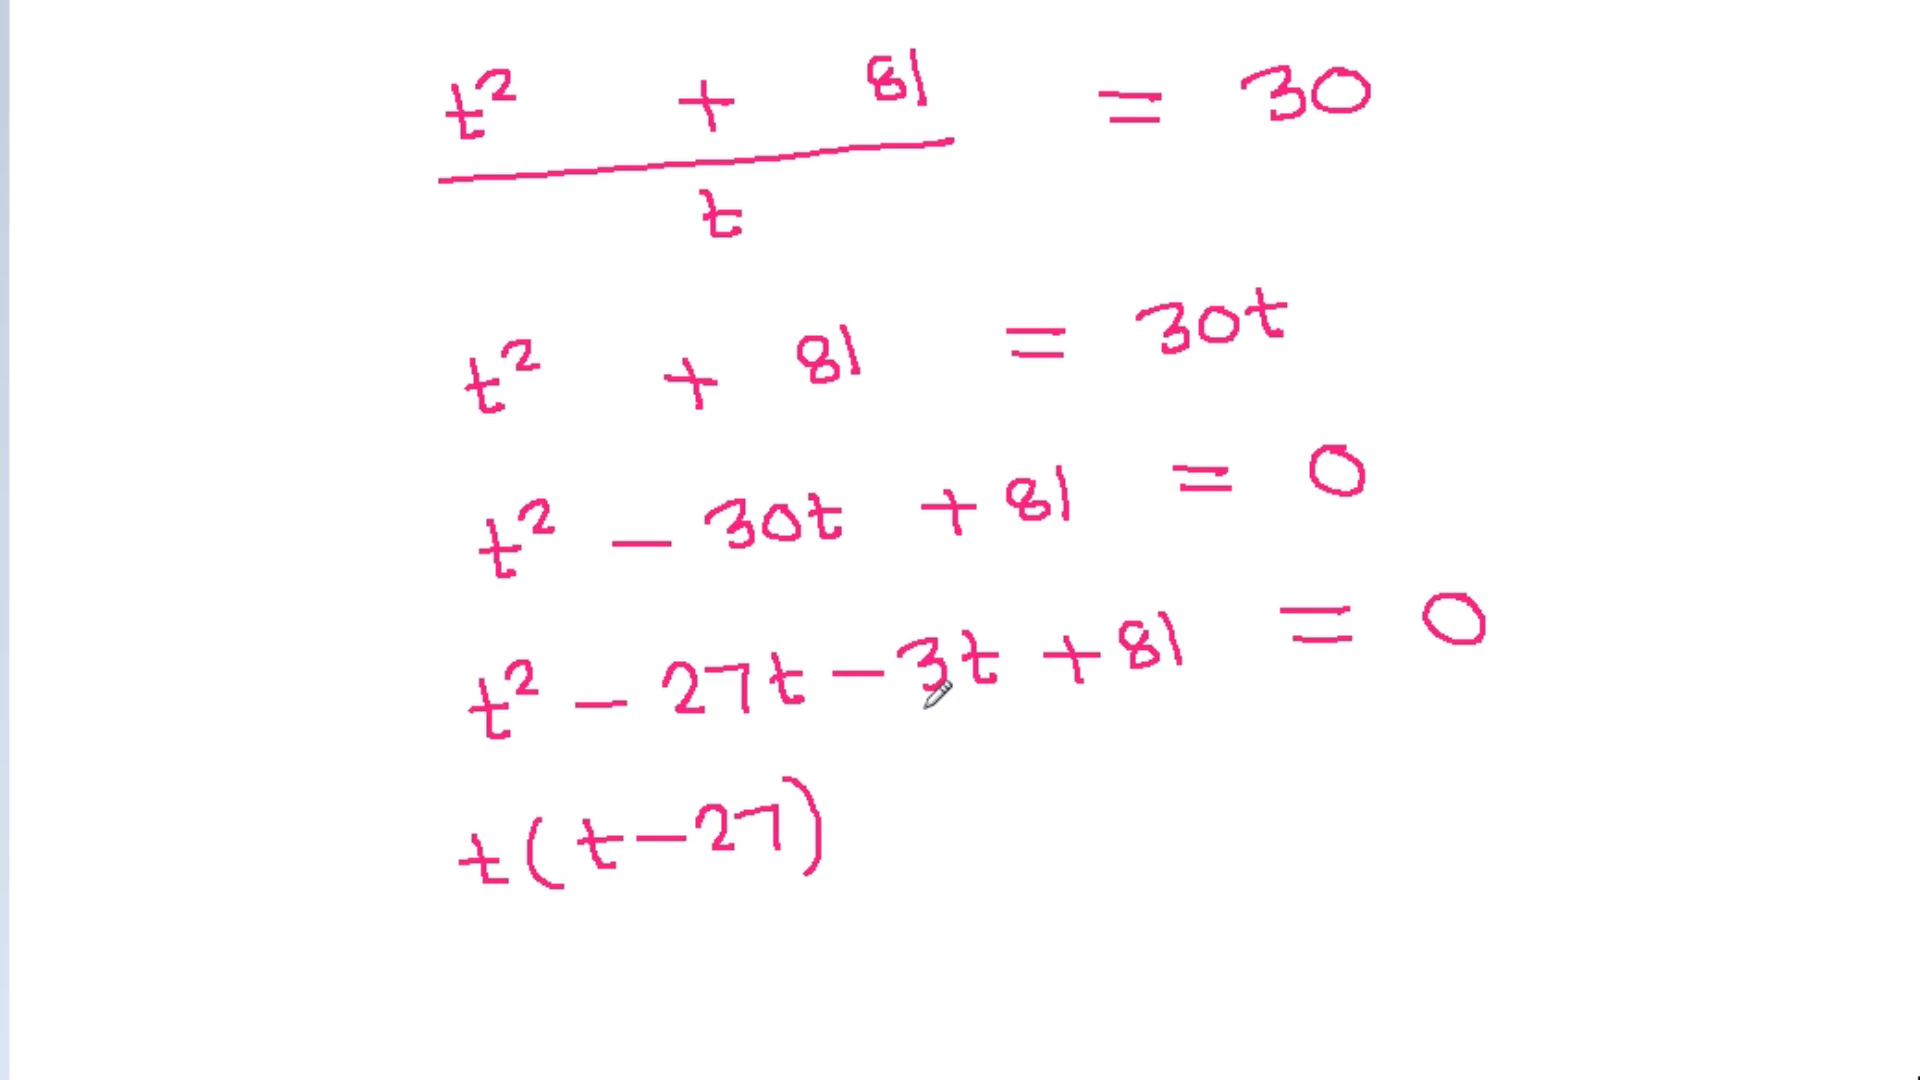 t² + 81 = 30
t
t² + 81 = 30t
t² - 30t + 81 = 0
t² - 27t - 3t + 81 = 0
t(t-27)